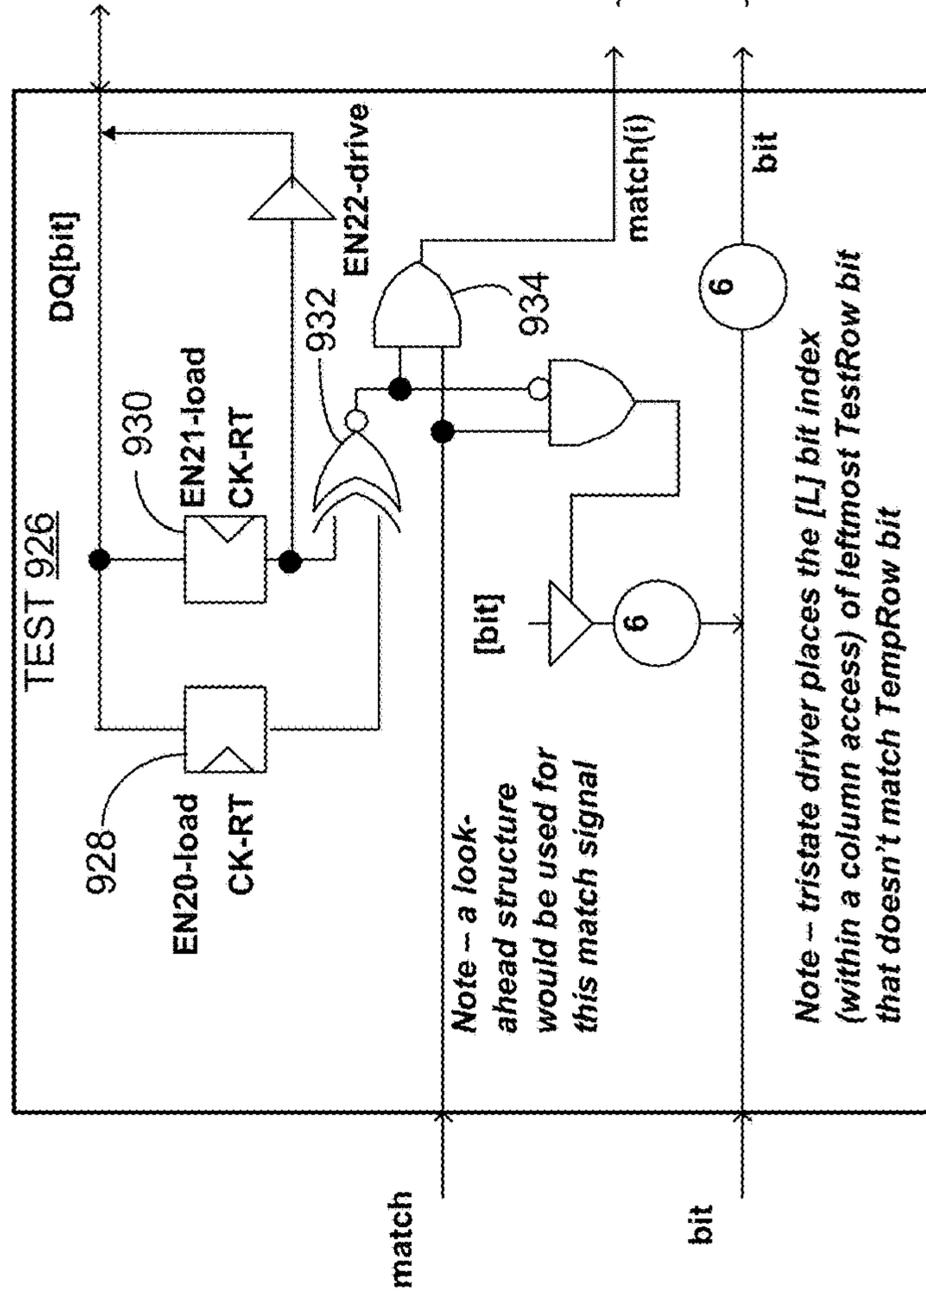 TEST 926
DQ[bit]
930
928
EN21-load
CK-RT
EN20-load
CK-RT
932
EN22-drive
934
match
match(i)
[bit]
6
6
bit
bit
Note – a look-
ahead structure
would be used for
this match signal
Note – tristate driver places the [L] bit index
(within a column access) of leftmost TestRow bit
that doesn't match TempRow bit